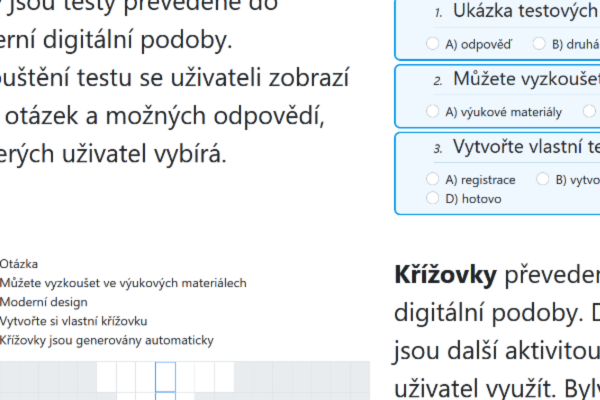 jsou testy převedené do
erní digitální podoby.
uštění testu se uživateli zobrazí
otázek a možných odpovědí,
erých uživatel vybírá.
1. Ukázka testových
A) odpověď B) druhá
2. Můžete vyzkoušet
A) výukové materiály
3. Vytvořte vlastní te
A) registrace B) vytvo
D) hotovo
Otázka
Můžete vyzkoušet ve výukových materiálech
Moderní design
Vytvořte si vlastní křížovku
Křížovky jsou generovány automaticky
Křížovky převeden
digitální podoby. D
jsou další aktivitou
uživatel využít. Byly